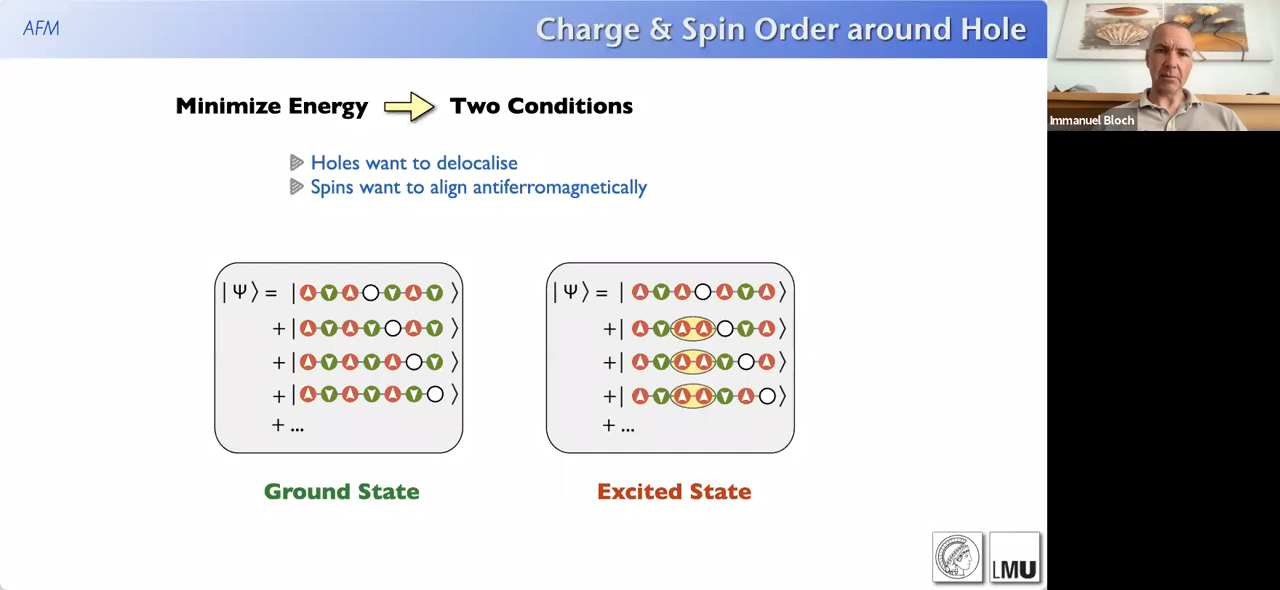 AFM
Charge & Spin Order around Hole
Immanuel Bloch
Minimize Energy Two Conditions
Holes want to delocalise
Spins want to align antiferromagnetically
| Ψ ⟩ = | ⟩
+ | ⟩
+ | ⟩
+ | ⟩
+ ...
Ground State
| Ψ ⟩ = | ⟩
+ | ⟩
+ | ⟩
+ | ⟩
+ ...
Excited State
LMU